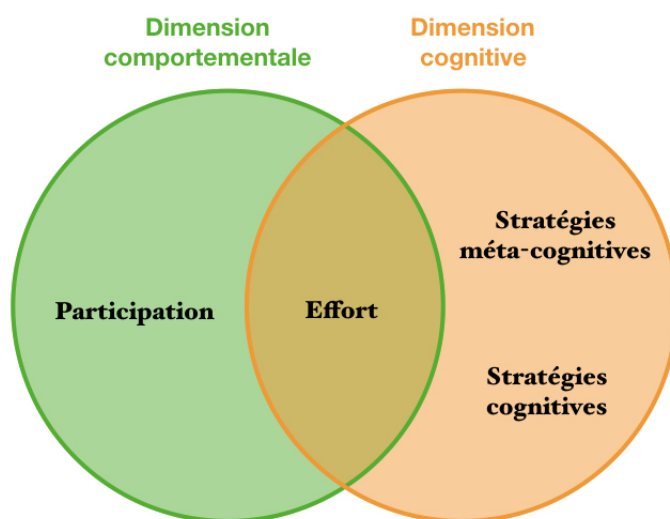 Dimension
comportementale
Dimension
cognitive
Participation
Effort
Stratégies
méta-cognitives
Stratégies
cognitives